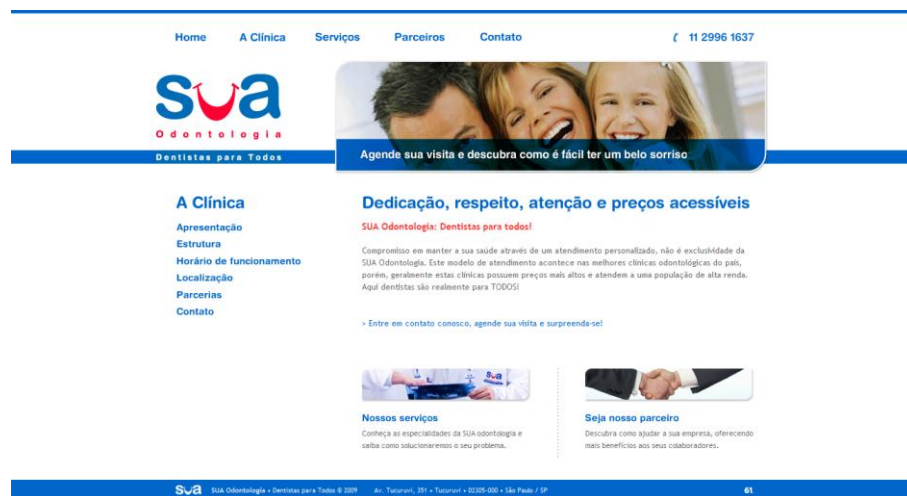 Home A Clínica Serviços Parceiros Contato 11 2996 1637
sua
Odontologia
Dentistas para Todos
Agende sua visita e descubra como é fácil ter um belo sorriso
A Clínica
Apresentação
Estrutura
Horário de funcionamento
Localização
Parcerias
Contato
Dedicação, respeito, atenção e preços acessíveis
SUA Odontologia: Dentistas para todos!
Compromisso em manter a sua saúde através de um atendimento personalizado, não é exclusividade da
SUA Odontologia. Este modelo de atendimento acontece nas melhores clínicas odontológicas do país,
porém, geralmente estas clínicas possuem preços mais altos e atendem a uma população de alta renda.
Aqui dentistas são realmente para TODOS!
> Entre em contato conosco, agende sua visita e surpreenda-se!
sua
Nossos serviços
Conheça as especialidades da SUA odontologia e
saiba como solucionaremos o seu problema.
Seja nosso parceiro
Descubra como ajudar a sua empresa, oferecendo
mais benefícios aos seus colaboradores.
sua SUA Odontologia • Dentistas para Todos © 2009 Av. Tucuruvi, 351 • Tucuruvi • 02305-000 • São Paulo / SP 61